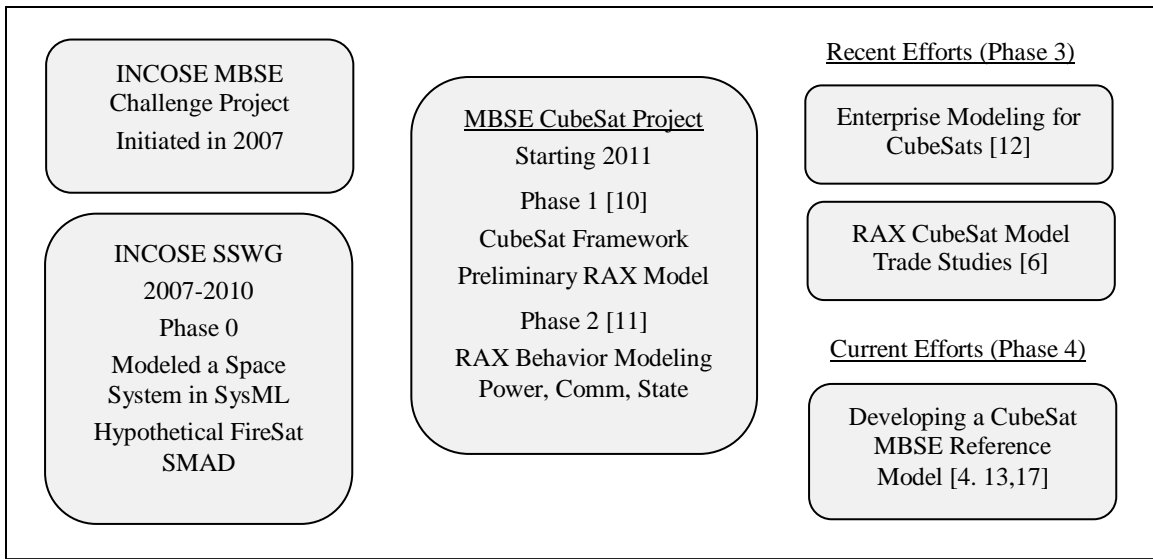 INCOSE MBSE
Challenge Project
Initiated in 2007
INCOSE SSWG
2007-2010
Phase 0
Modeled a Space
System in SysML
Hypothetical FireSat
SMAD
MBSE CubeSat Project
Starting 2011
Phase 1 [10]
CubeSat Framework
Preliminary RAX Model
Phase 2 [11]
RAX Behavior Modeling
Power, Comm, State
Recent Efforts (Phase 3)
Enterprise Modeling for
CubeSats [12]
RAX CubeSat Model
Trade Studies [6]
Current Efforts (Phase 4)
Developing a CubeSat
MBSE Reference
Model [4. 13,17]